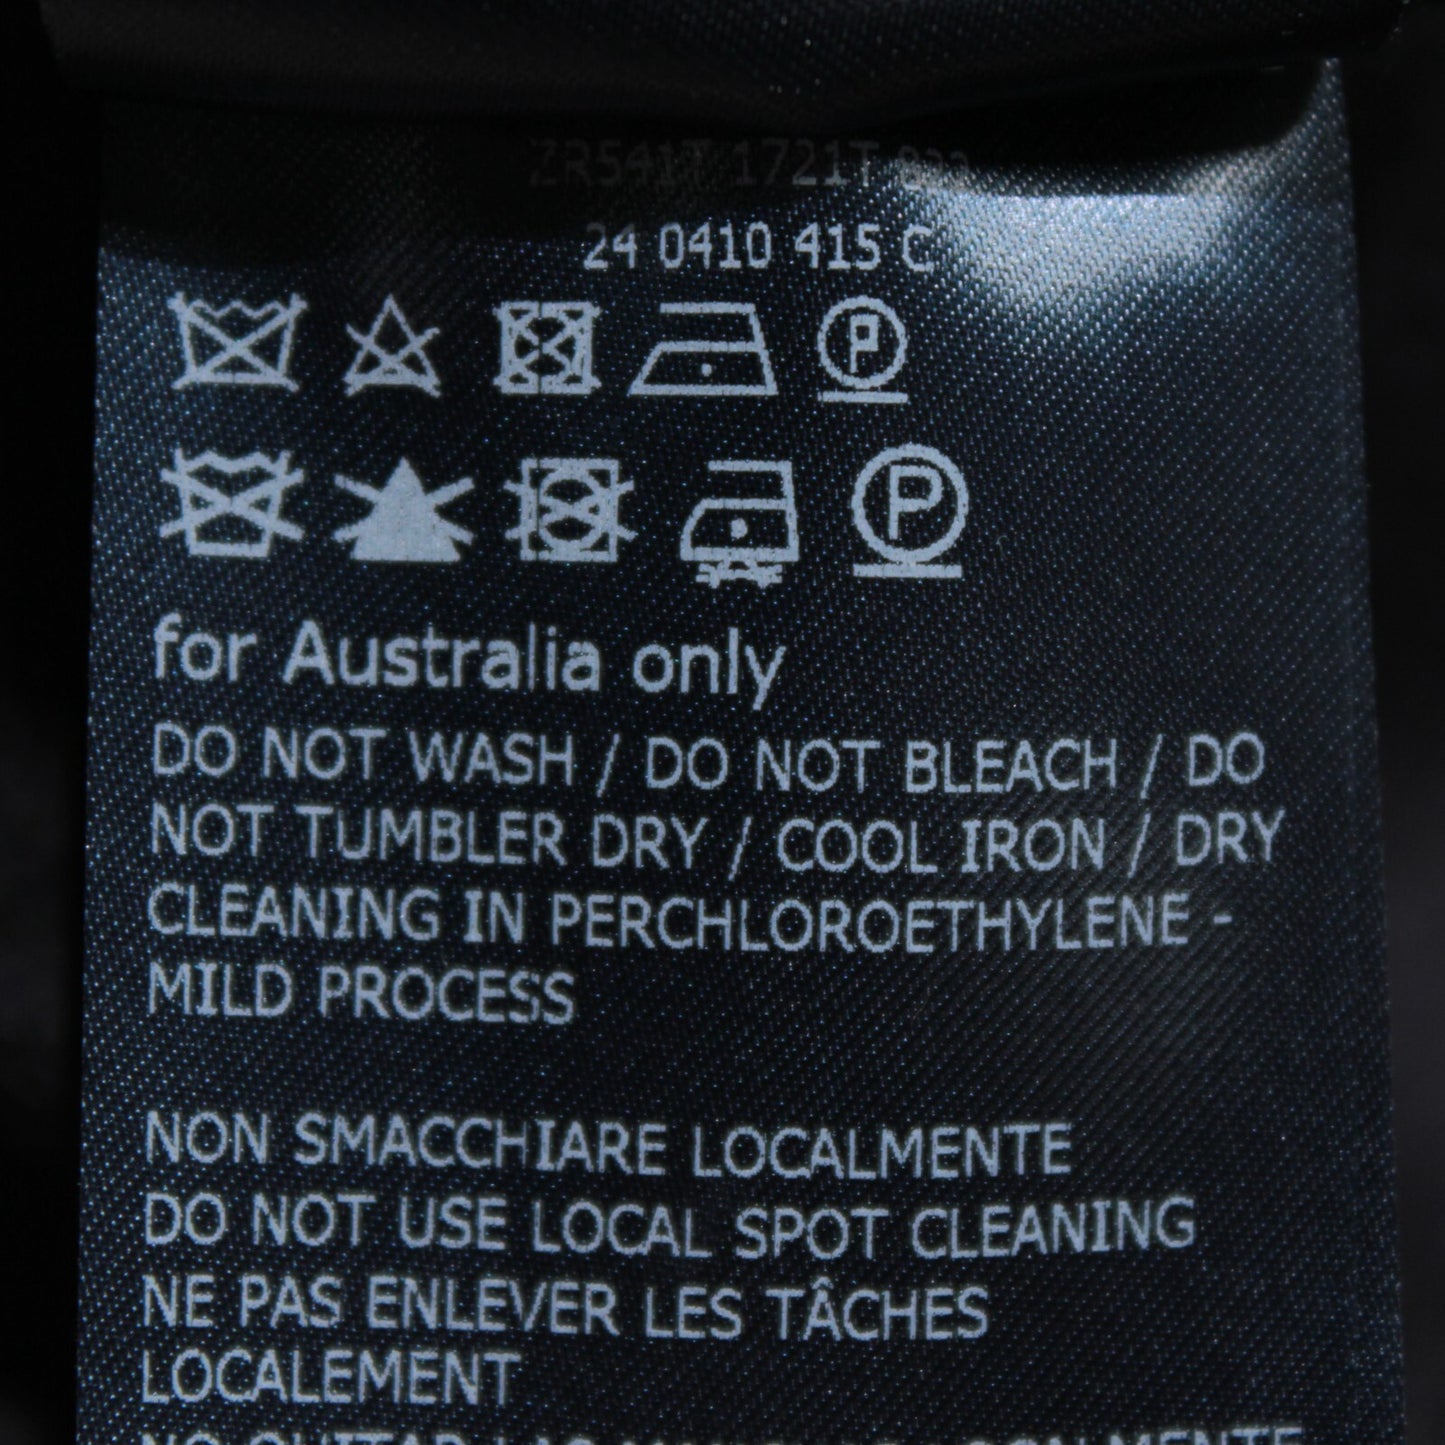 ZR541T 1721T
24 0410 415 C
P
P
for Australia only
DO NOT WASH / DO NOT BLEACH / DO
NOT TUMBLER DRY / COOL IRON / DRY
CLEANING IN PERCHLOROETHYLENE -
MILD PROCESS
NON SMACCHIARE LOCALMENTE
DO NOT USE LOCAL SPOT CLEANING
NE PAS ENLEVER LES TÂCHES
LOCALEMENT